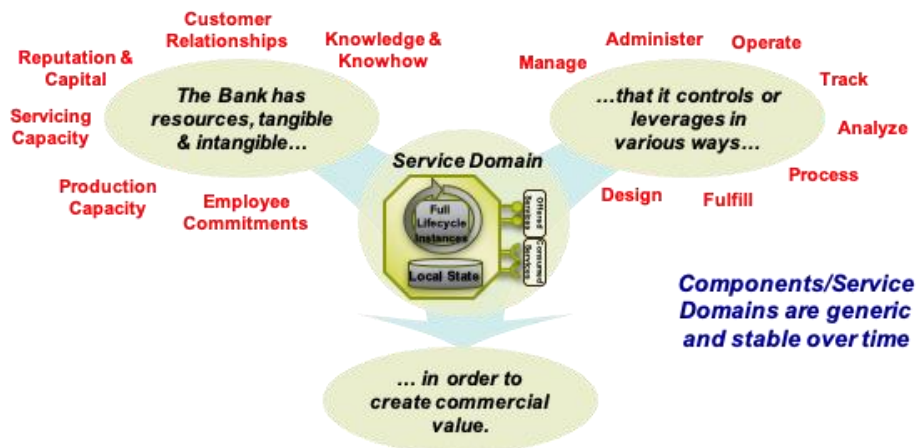 Customer
Relationships
Knowledge &
Knowhow
Reputation &
Capital
Servicing
Capacity
Production
Capacity
Employee
Commitments
The Bank has
resources, tangible
& intangible…
Manage
Administer
Operate
Track
Analyze
Process
Fulfill
Design
…that it controls or
leverages in
various ways…
Service Domain
Full
Lifecycle
Instances
Local State
Offered
Services
Consumed
Services
Components/Service
Domains are generic
and stable over time
… in order to
create commercial
value.